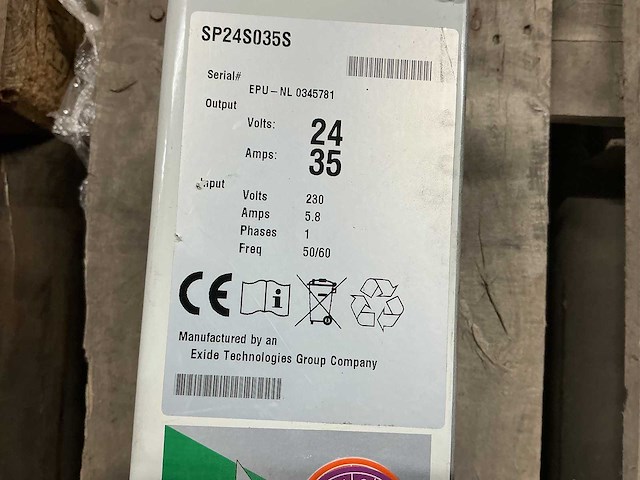 SP24S035S
Serial#
EPU-NL 0345781
Output
Volts: 24
Amps: 35
Input
Volts 230
Amps 5.8
Phases 1
Freq 50/60
CE
Manufactured by an
Exide Technologies Group Company